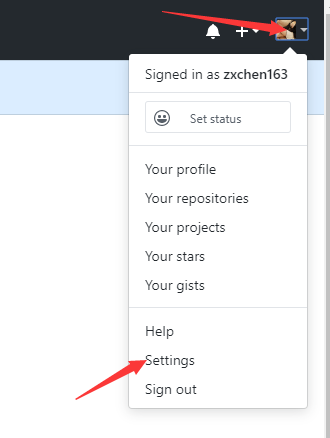 Signed in as zxchen163
Set status
Your profile
Your repositories
Your projects
Your stars
Your gists
Help
Settings
Sign out